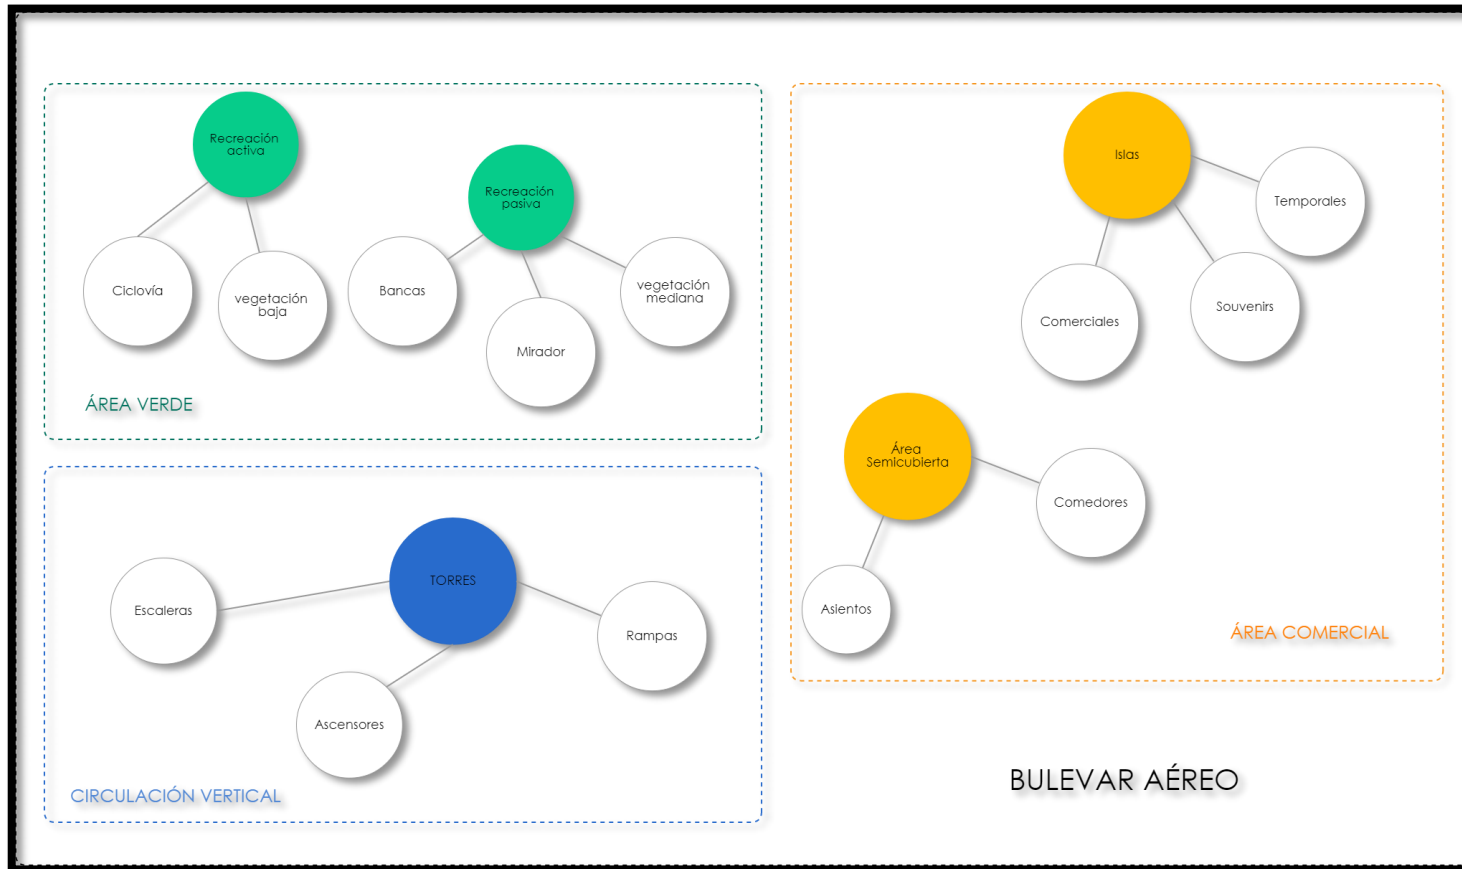 Recreación
activa
Recreación
pasiva
Ciclovía
vegetación
baja
Bancas
Mirador
vegetación
mediana
ÁREA VERDE
Islas
Temporales
Comerciales
Souvenirs
Área
Semicubierta
Comedores
Asientos
ÁREA COMERCIAL
TORRES
Escaleras
Rampas
Ascensores
CIRCULACIÓN VERTICAL
BULEVAR AÉREO